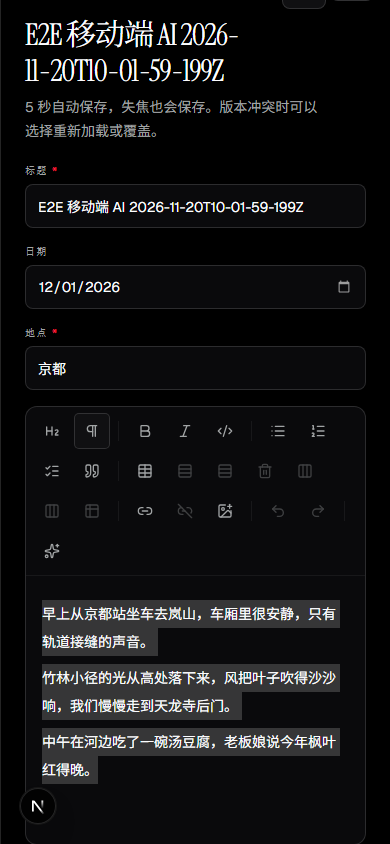 E2E 移动端 AI 2026-
11-20T10-01-59-199Z
5 秒自动保存，失焦也会保存。版本冲突时可以
选择重新加载或覆盖。
标题 *
E2E 移动端 AI 2026-11-20T10-01-59-199Z
日期
12/01/2026
地点 *
京都
H2
B I
早上从京都站坐车去岚山，车厢里很安静，只有
轨道接缝的声音。
竹林小径的光从高处落下来，风把叶子吹得沙沙
响，我们慢慢走到天龙寺后门。
中午在河边吃了一碗汤豆腐，老板娘说今年枫叶
红得晚。
N